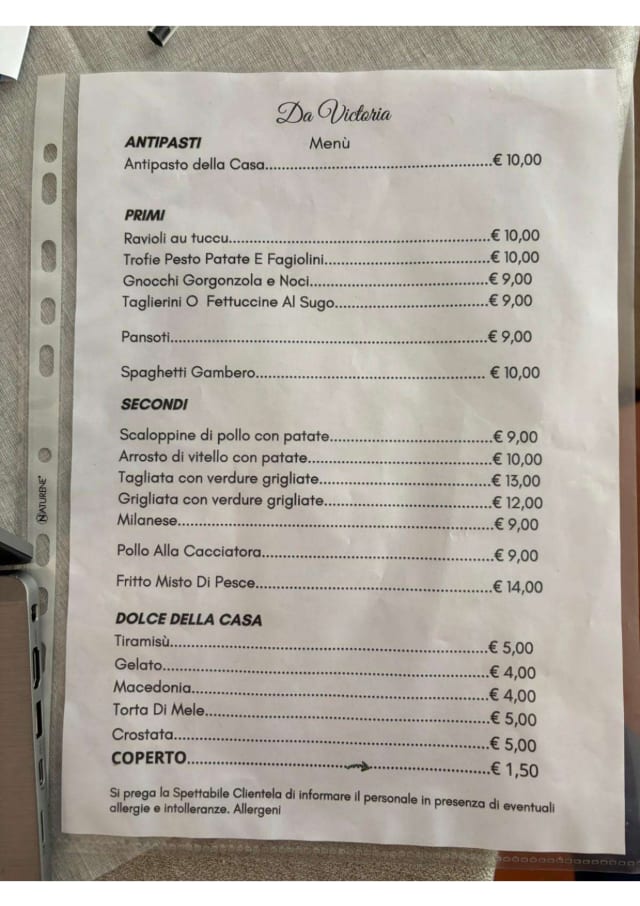 Da Victoria
ANTIPASTI Menù
Antipasto della Casa..................................................€ 10,00
PRIMI
Ravioli au tuccu..........................................................€ 10,00
Trofie Pesto Patate E Fagiolini.....................................€ 10,00
Gnocchi Gorgonzola e Noci........................................€ 9,00
Taglierini O Fettuccine Al Sugo..................................€ 9,00
Pansoti.......................................................................€ 9,00
Spaghetti Gambero.................................................... € 10,00
SECONDI
Scaloppine di pollo con patate....................................€ 9,00
Arrosto di vitello con patate.........................................€ 10,00
Tagliata con verdure grigliate......................................€ 13,00
Grigliata con verdure grigliate.....................................€ 12,00
Milanese.....................................................................€ 9,00
Pollo Alla Cacciatora...................................................€ 9,00
Fritto Misto Di Pesce....................................................€ 14,00
DOLCE DELLA CASA
Tiramisù......................................................................€ 5,00
Gelato........................................................................€ 4,00
Macedonia..................................................................€ 4,00
Torta Di Mele...............................................................€ 5,00
Crostata......................................................................€ 5,00
COPERTO...................................................................€ 1,50
Si prega la Spettabile Clientela di informare il personale in presenza di eventuali
allergie e intolleranze. Allergeni
NATURENE